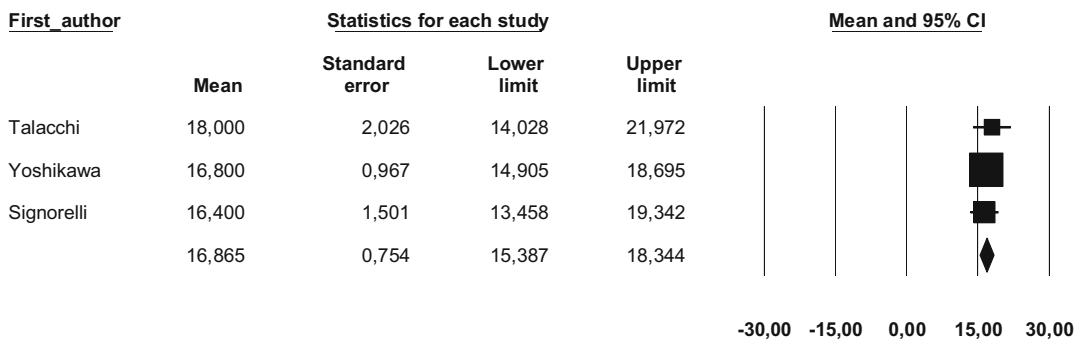 First_author Statistics for each study Mean and 95% CI
Mean Standard error Lower limit Upper limit
Talacchi 18,000 2,026 14,028 21,972
Yoshikawa 16,800 0,967 14,905 18,695
Signorelli 16,400 1,501 13,458 19,342
16,865 0,754 15,387 18,344
-30,00 -15,00 0,00 15,00 30,00